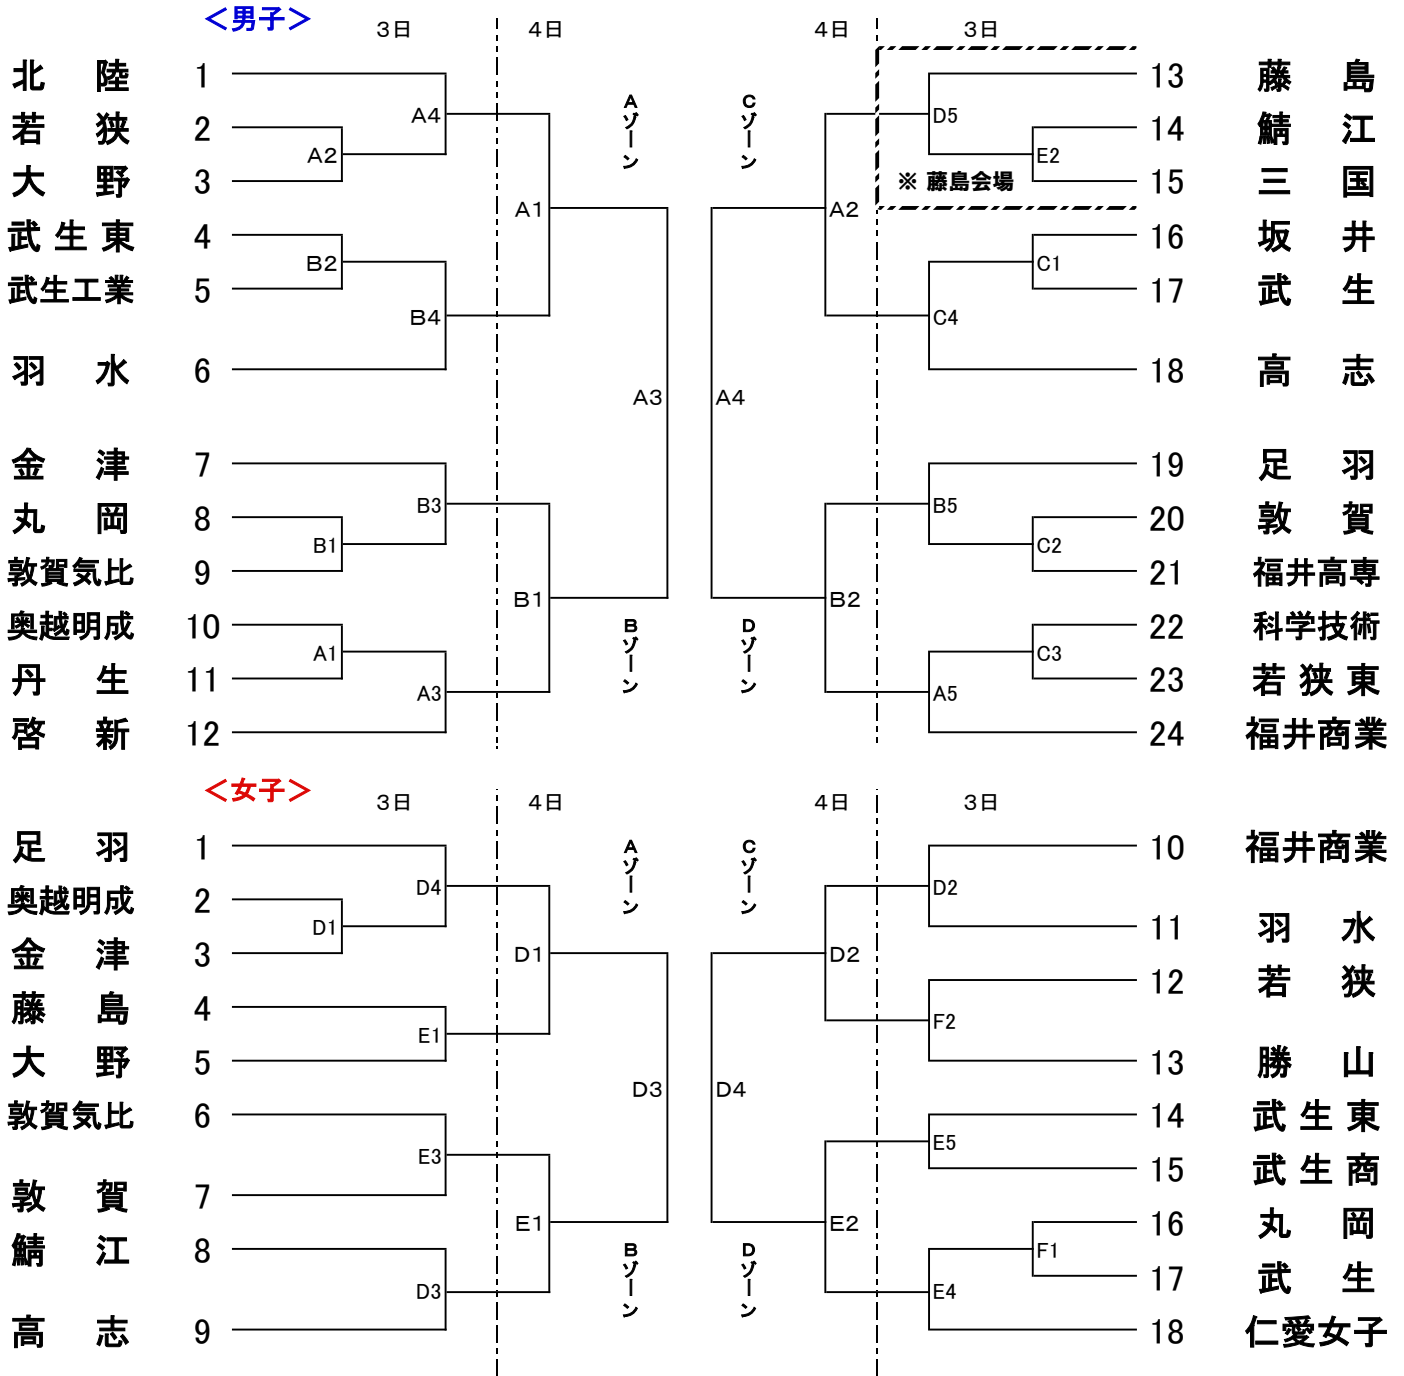 ＜男子＞
3日 4日 4日 3日
北陸 1
若狭 2
大野 3
武生東 4
武生工業 5
羽水 6
金津 7
丸岡 8
敦賀気比 9
奥越明成 10
丹生 11
啓新 12
A4
A2
B2
B4
B3
B1
A1
A3
A1
B1
A3
Aゾーン
Bゾーン
Cゾーン
Dゾーン
A4
A2
B2
D5
E2
※ 藤島会場
C1
C4
B5
C2
C3
A5
13 藤島
14 鯖江
15 三国
16 坂井
17 武生
18 高志
19 足羽
20 敦賀
21 福井高専
22 科学技術
23 若狭東
24 福井商業
＜女子＞
3日 4日 4日 3日
足羽 1
奥越明成 2
金津 3
藤島 4
大野 5
敦賀気比 6
敦賀 7
鯖江 8
高志 9
D4
D1
E1
E3
D3
D1
E1
D3
Aゾーン
Bゾーン
Cゾーン
Dゾーン
D4
D2
E2
D2
F2
E5
F1
E4
10 福井商業
11 羽水
12 若狭
13 勝山
14 武生東
15 武生商
16 丸岡
17 武生
18 仁愛女子